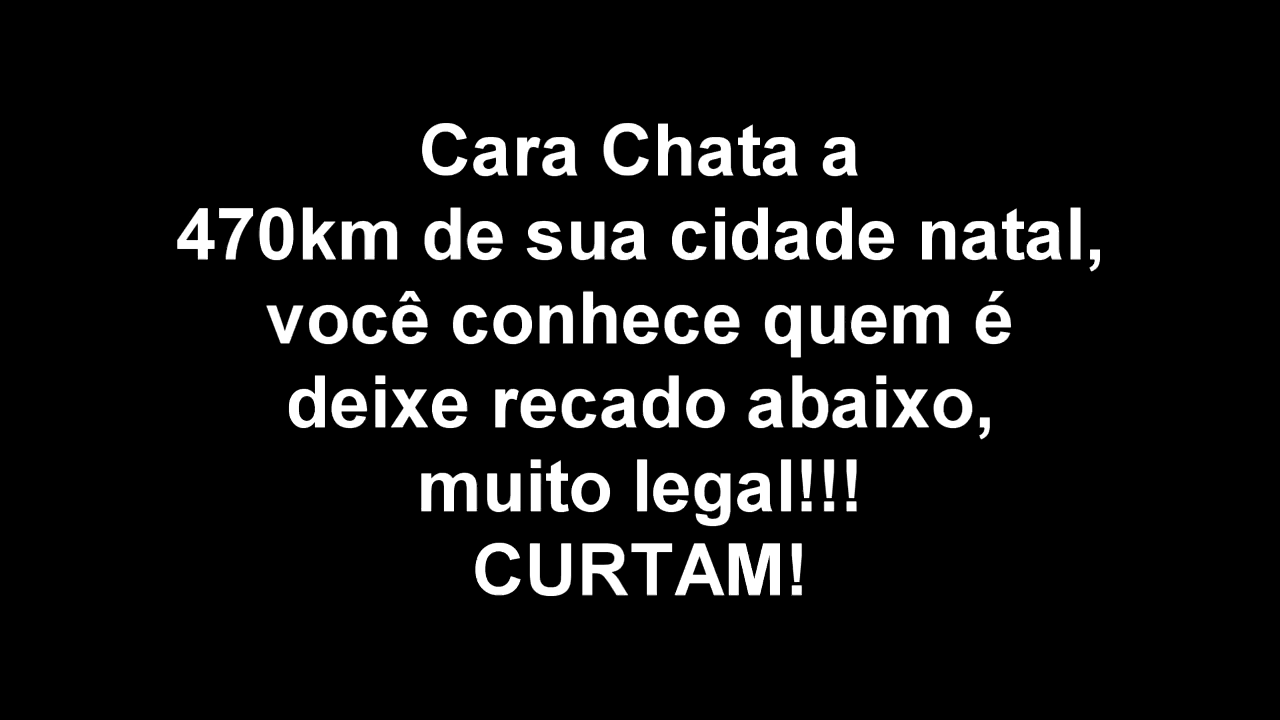 Cara Chata a
470km de sua cidade natal,
você conhece quem é
deixe recado abaixo,
muito legal!!!
CURTAM!